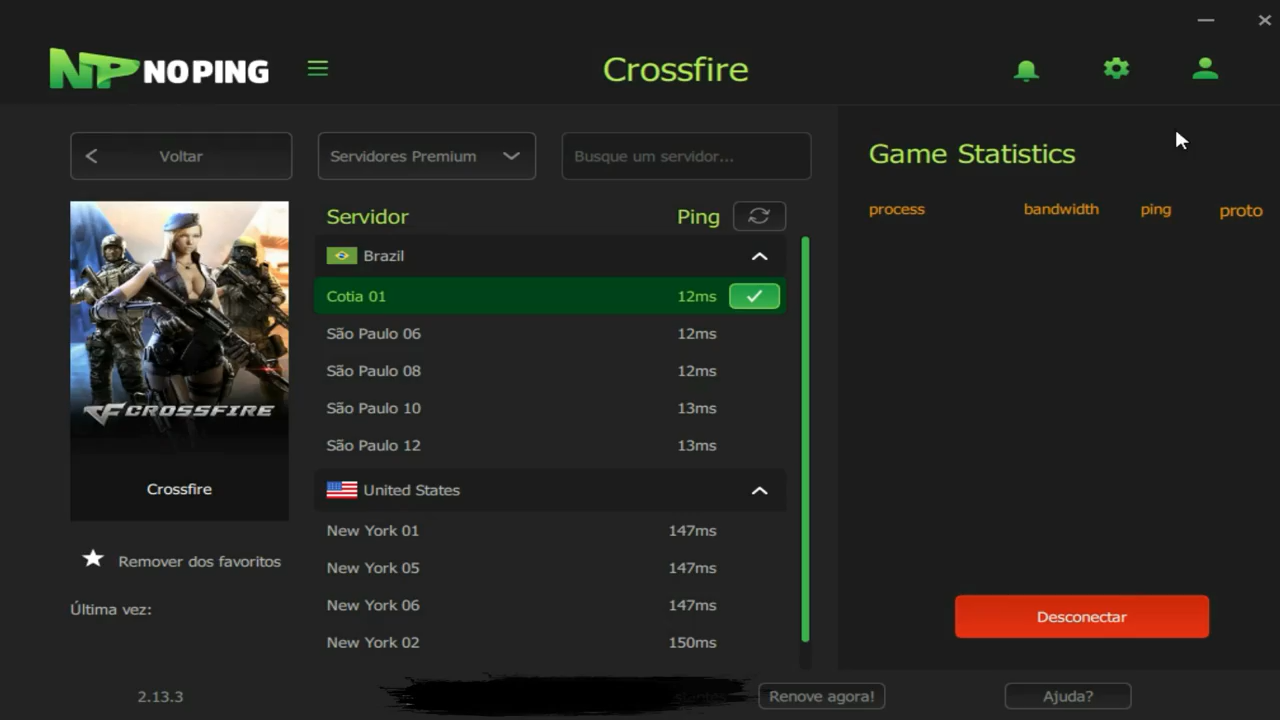 NP NOPING
Crossfire
Voltar
Servidores Premium
Busque um servidor...
Game Statistics
process bandwidth ping proto
CROSSFIRE
Crossfire
Remover dos favoritos
Última vez:
Servidor Ping
Brazil
Cotia 01 12ms
São Paulo 06 12ms
São Paulo 08 12ms
São Paulo 10 13ms
São Paulo 12 13ms
United States
New York 01 147ms
New York 05 147ms
New York 06 147ms
New York 02 150ms
Desconectar
2.13.3
Renove agora!
Ajuda?